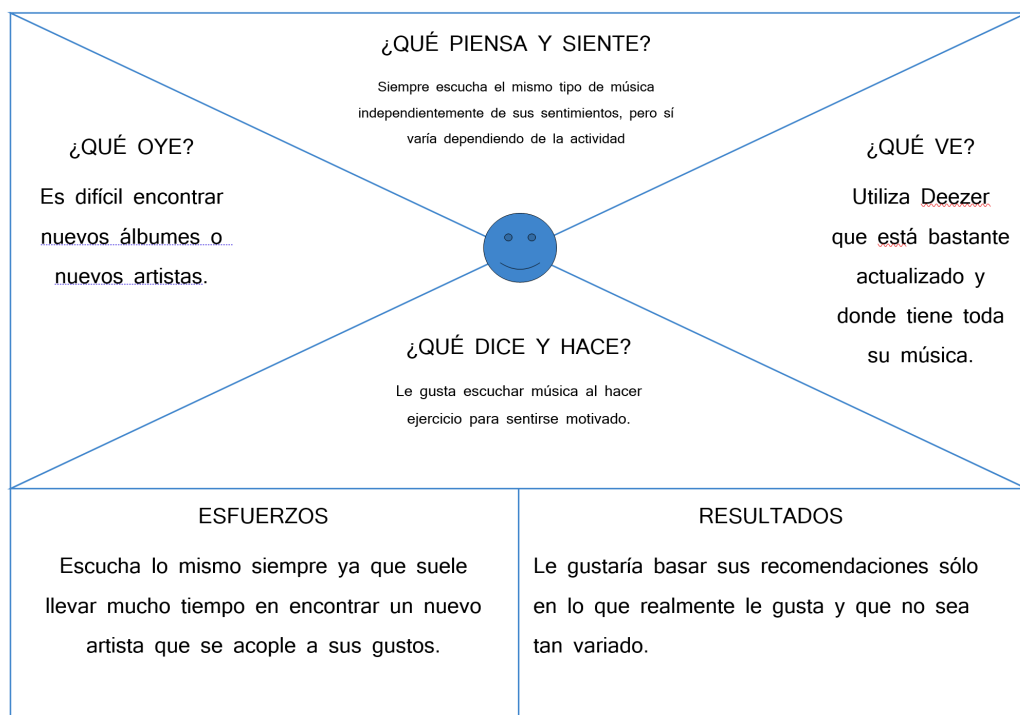 ¿QUÉ PIENSA Y SIENTE?
Siempre escucha el mismo tipo de música
independientemente de sus sentimientos, pero sí
varía dependiendo de la actividad
¿QUÉ OYE?
Es difícil encontrar
nuevos álbumes o
nuevos artistas.
¿QUÉ VE?
Utiliza Deezer
que está bastante
actualizado y
donde tiene toda
su música.
¿QUÉ DICE Y HACE?
Le gusta escuchar música al hacer
ejercicio para sentirse motivado.
ESFUERZOS
Escucha lo mismo siempre ya que suele
llevar mucho tiempo en encontrar un nuevo
artista que se acople a sus gustos.
RESULTADOS
Le gustaría basar sus recomendaciones sólo
en lo que realmente le gusta y que no sea
tan variado.